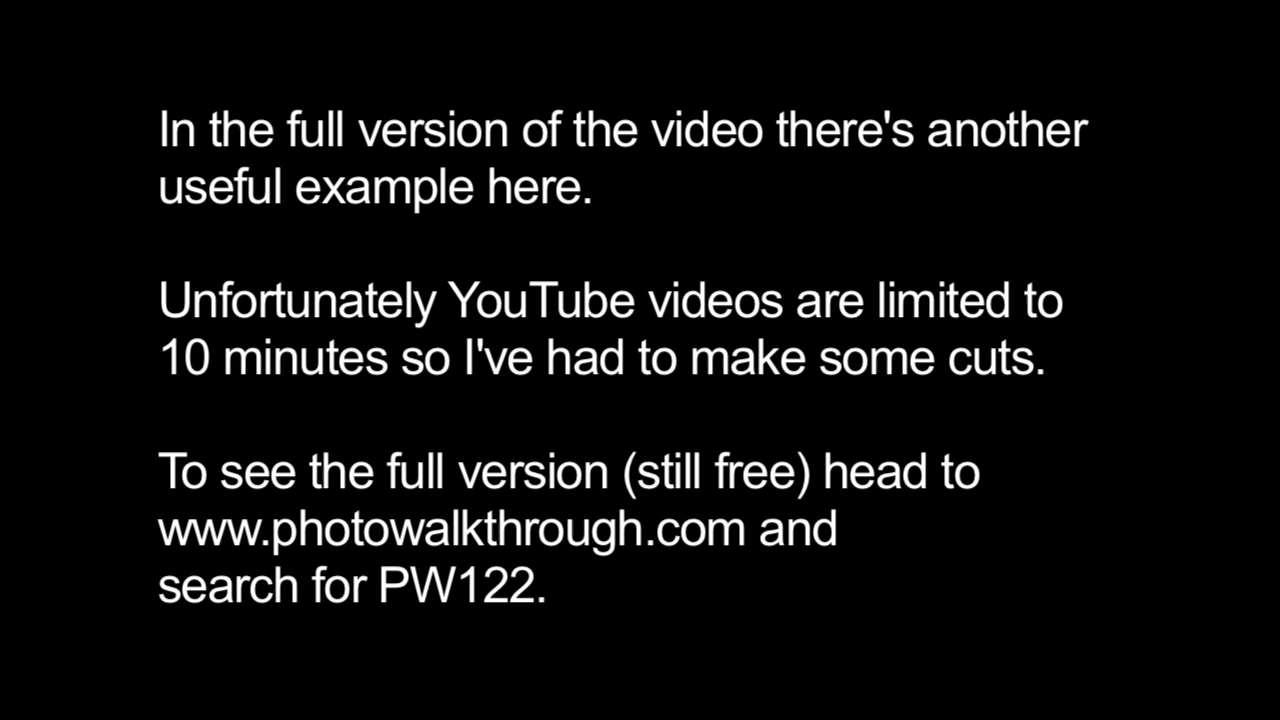 In the full version of the video there's another
useful example here.
Unfortunately YouTube videos are limited to
10 minutes so I've had to make some cuts.
To see the full version (still free) head to
www.photowalkthrough.com and
search for PW122.